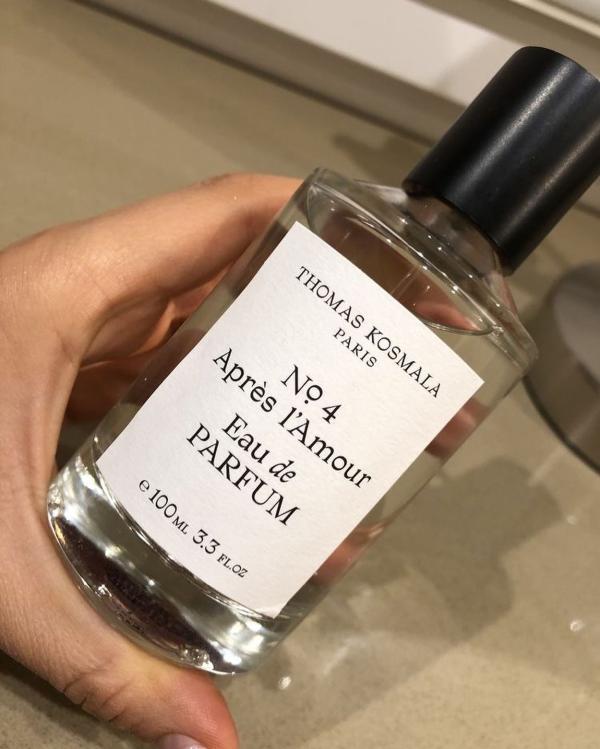 THOMAS KOSMALA
PARIS
No 4
Après l'Amour
Eau de
PARFUM
e 100 ML 3.3 FL.OZ